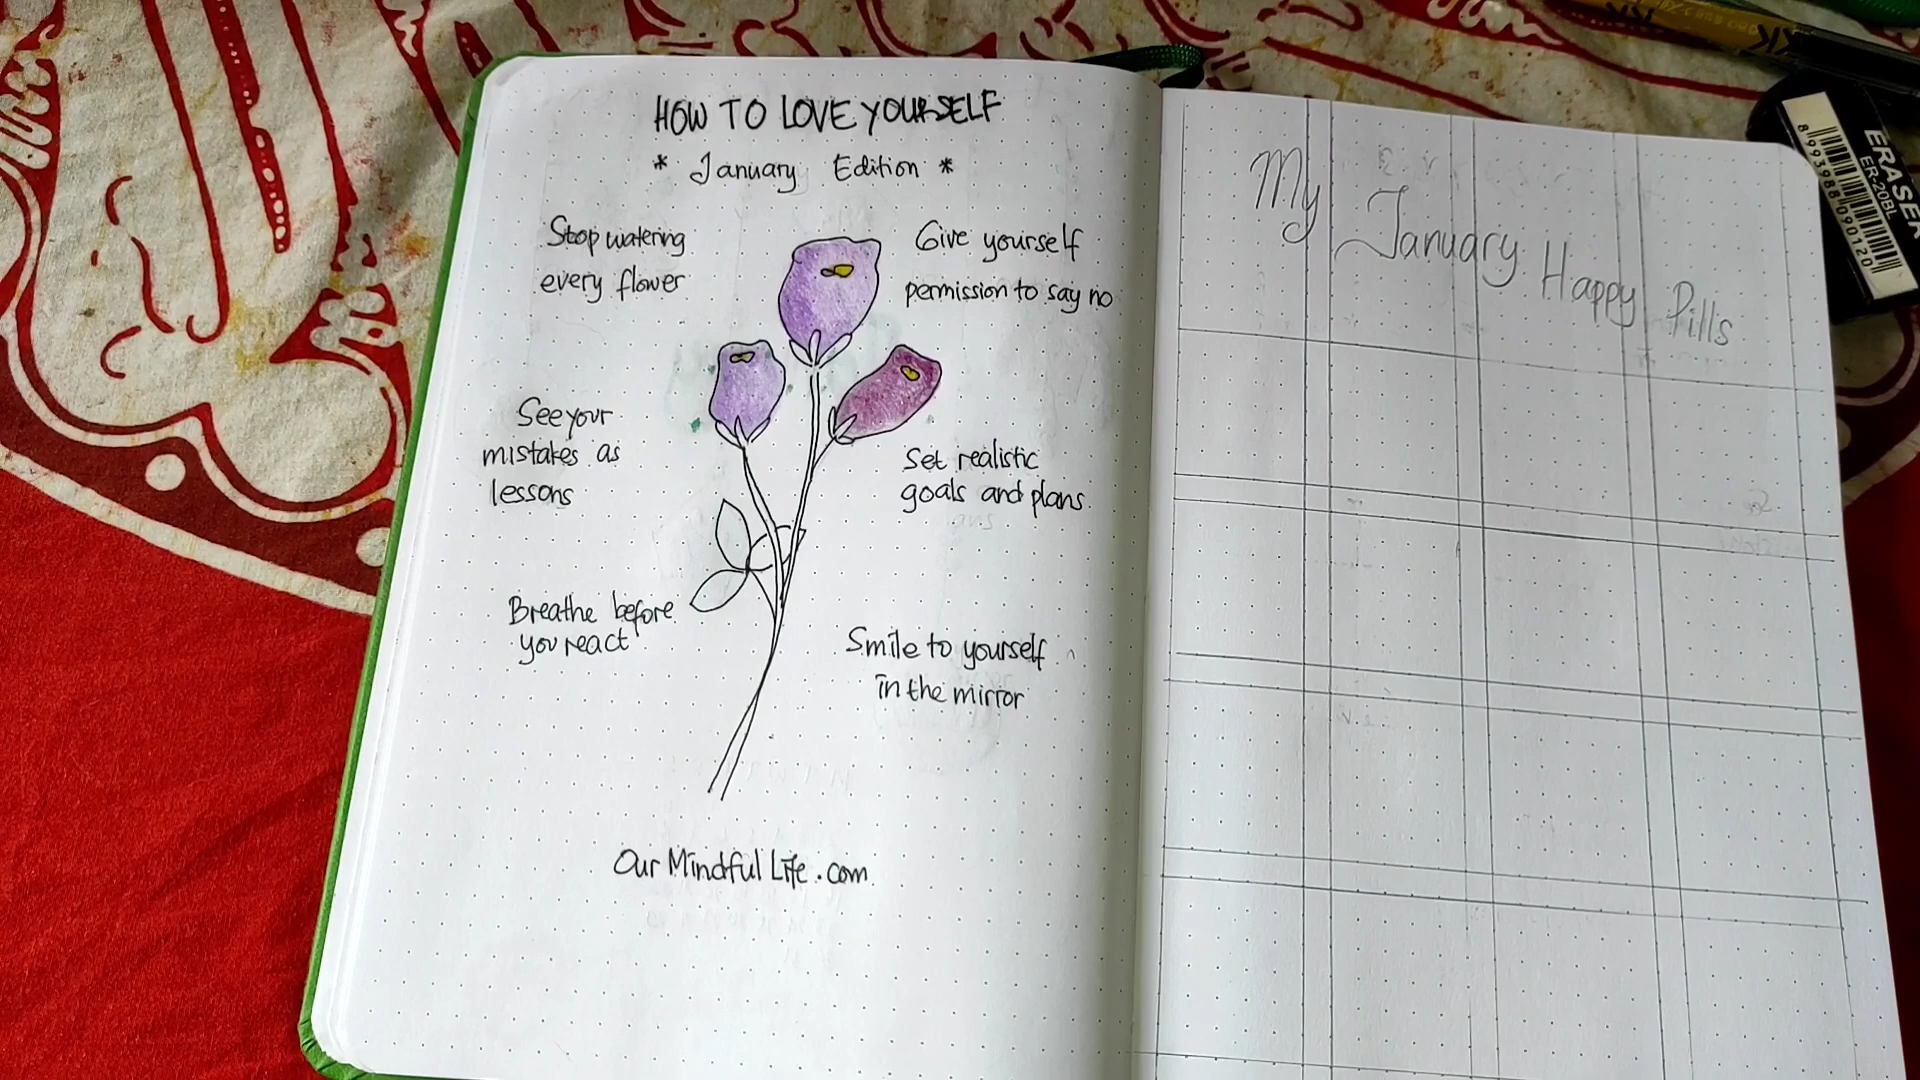 HOW TO LOVE YOURSELF
* January Edition *
Stop watering
every flower
Give yourself
permission to say no
See your
mistakes as
lessons
Set realistic
goals and plans.
Breathe before
you react
Smile to yourself
in the mirror
Our Mindful Life.com
My January Happy Pills
ERASER
ER-20BL
8993988090120